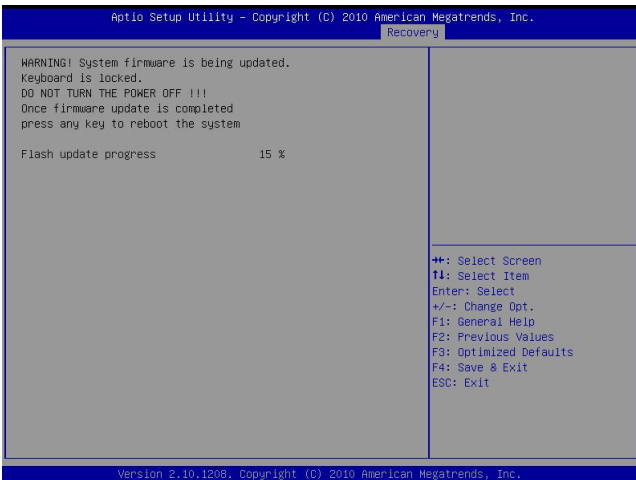 Aptio Setup Utility – Copyright (C) 2010 American Megatrends, Inc.
Recovery
WARNING! System firmware is being updated.
Keyboard is locked.
DO NOT TURN THE POWER OFF !!!
Once firmware update is completed
press any key to reboot the system
Flash update progress 15 %
→←: Select Screen
↑↓: Select Item
Enter: Select
+/-: Change Opt.
F1: General Help
F2: Previous Values
F3: Optimized Defaults
F4: Save & Exit
ESC: Exit
Version 2.10.1208. Copyright (C) 2010 American Megatrends, Inc.